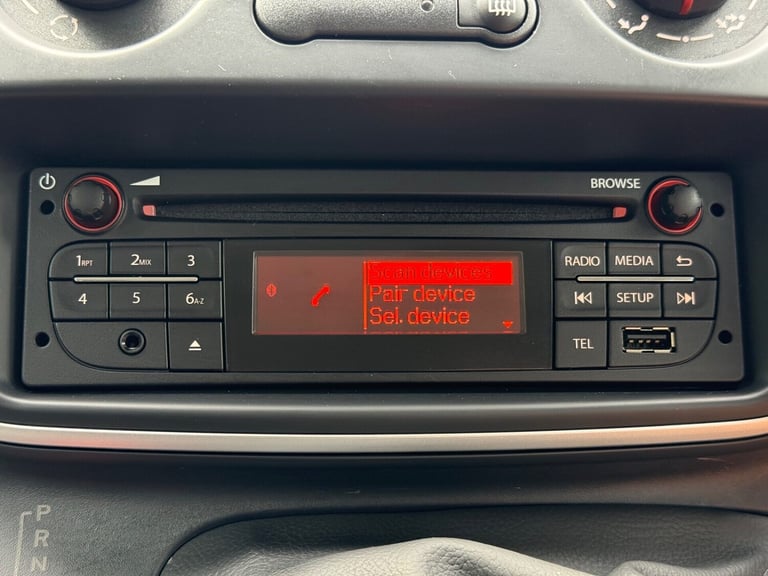 BROWSE
1RPT 2MIX 3
4 5 6A-Z
Scan devices
Pair device
Sel. device
RADIO MEDIA
SETUP
TEL
P
R
N